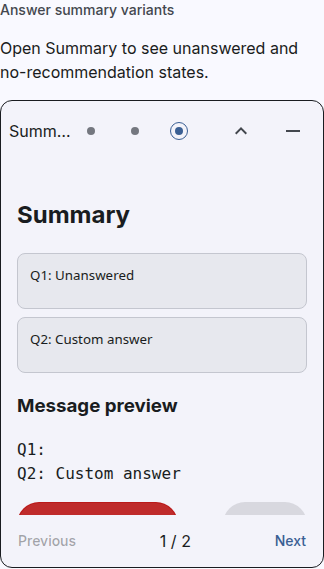 Answer summary variants
Open Summary to see unanswered and
no-recommendation states.
Summ...
Summary
Q1: Unanswered
Q2: Custom answer
Message preview
Q1:
Q2: Custom answer
Previous
1 / 2
Next